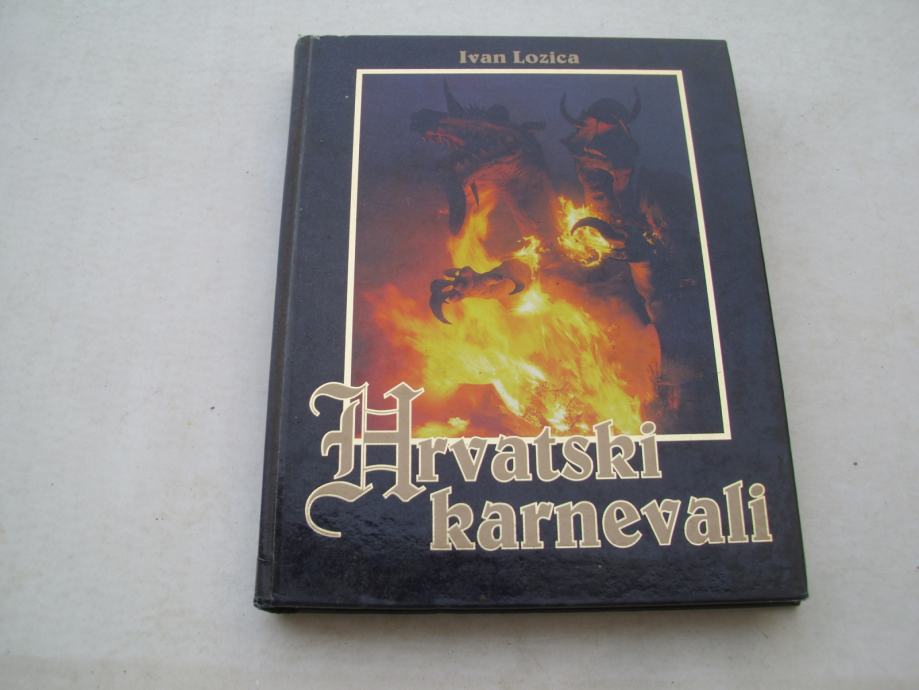 Ivan Lozica
Hrvatski
karnevali